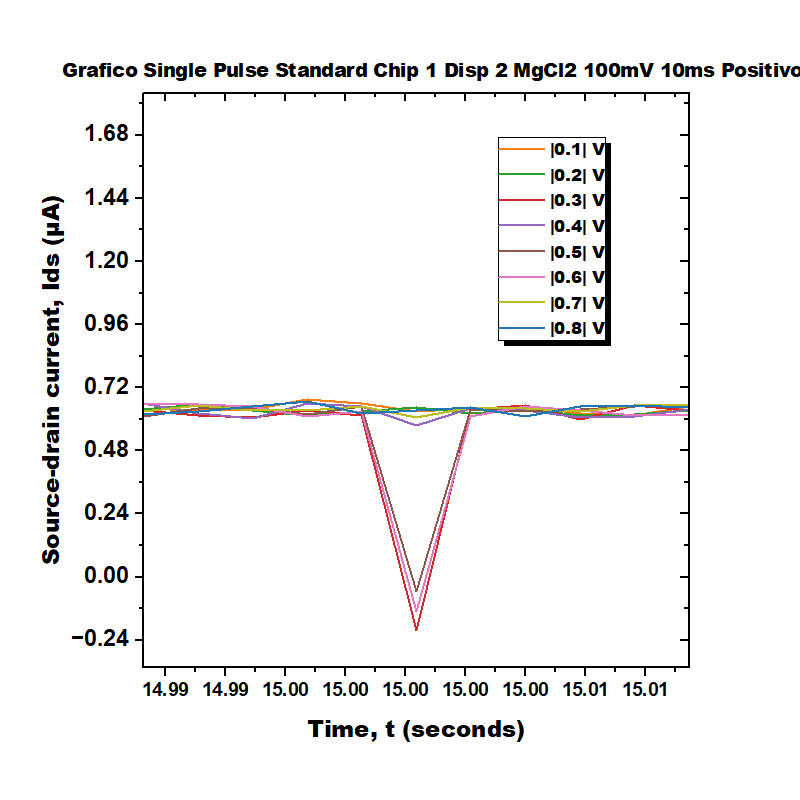 Grafico Single Pulse Standard Chip 1 Disp 2 MgCl2 100mV 10ms Positivo
1.68
1.44
1.20
0.96
0.72
0.48
0.24
0.00
−0.24
Source-drain current, Ids (µA)
|0.1| V
|0.2| V
|0.3| V
|0.4| V
|0.5| V
|0.6| V
|0.7| V
|0.8| V
14.99 14.99 15.00 15.00 15.00 15.00 15.00 15.01 15.01
Time, t (seconds)